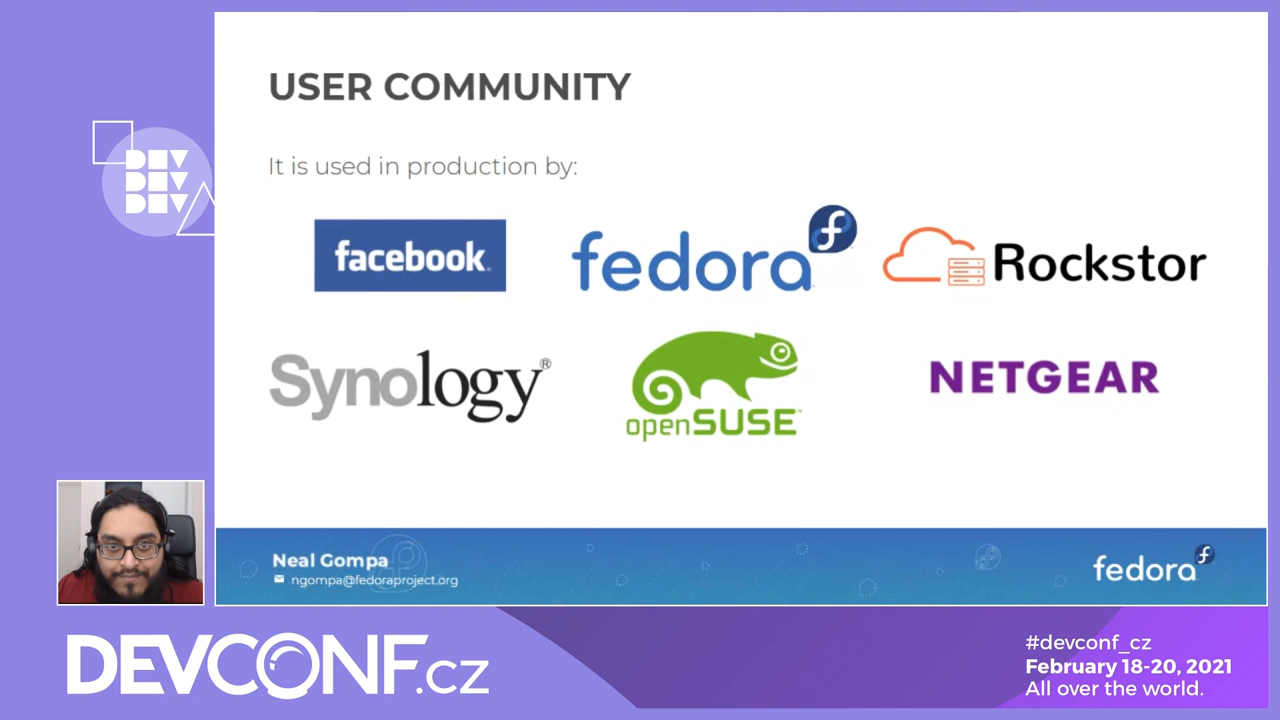 USER COMMUNITY
It is used in production by:
facebook
fedora
Rockstor
Synology®
openSUSE™
NETGEAR
DEV
DEV
DEV
Neal Gompa
ngompa@fedoraproject.org
fedora
DEVCONF.cz
#devconf_cz
February 18-20, 2021
All over the world.